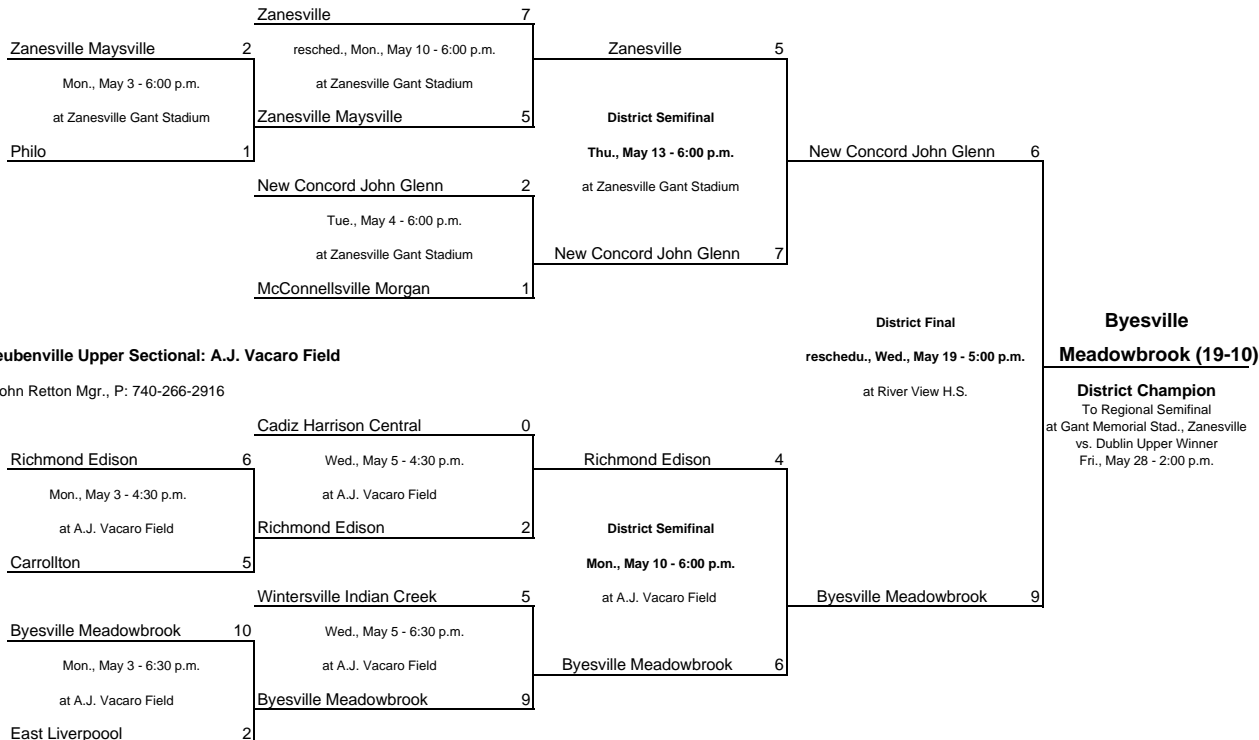 Zanesville 7
Zanesville Maysville 2
resched., Mon., May 10 - 6:00 p.m.
Zanesville 5
Mon., May 3 - 6:00 p.m.
at Zanesville Gant Stadium
at Zanesville Gant Stadium
Zanesville Maysville 5
District Semifinal
Philo 1
Thu., May 13 - 6:00 p.m.
New Concord John Glenn 6
New Concord John Glenn 2
at Zanesville Gant Stadium
Tue., May 4 - 6:00 p.m.
at Zanesville Gant Stadium
New Concord John Glenn 7
McConnellsville Morgan 1
District Final
Byesville
eubenville Upper Sectional: A.J. Vacaro Field
reschedu., Wed., May 19 - 5:00 p.m.
Meadowbrook (19-10)
ohn Retton Mgr., P: 740-266-2916
at River View H.S.
District Champion
To Regional Semifinal
at Gant Memorial Stad., Zanesville
vs. Dublin Upper Winner
Fri., May 28 - 2:00 p.m.
Cadiz Harrison Central 0
Richmond Edison 6
Wed., May 5 - 4:30 p.m.
Richmond Edison 4
Mon., May 3 - 4:30 p.m.
at A.J. Vacaro Field
at A.J. Vacaro Field
Richmond Edison 2
District Semifinal
Carrollton 5
Mon., May 10 - 6:00 p.m.
Wintersville Indian Creek 5
at A.J. Vacaro Field
Byesville Meadowbrook 9
Byesville Meadowbrook 10
Wed., May 5 - 6:30 p.m.
Mon., May 3 - 6:30 p.m.
at A.J. Vacaro Field
Byesville Meadowbrook 6
at A.J. Vacaro Field
Byesville Meadowbrook 9
East Liverpoool 2